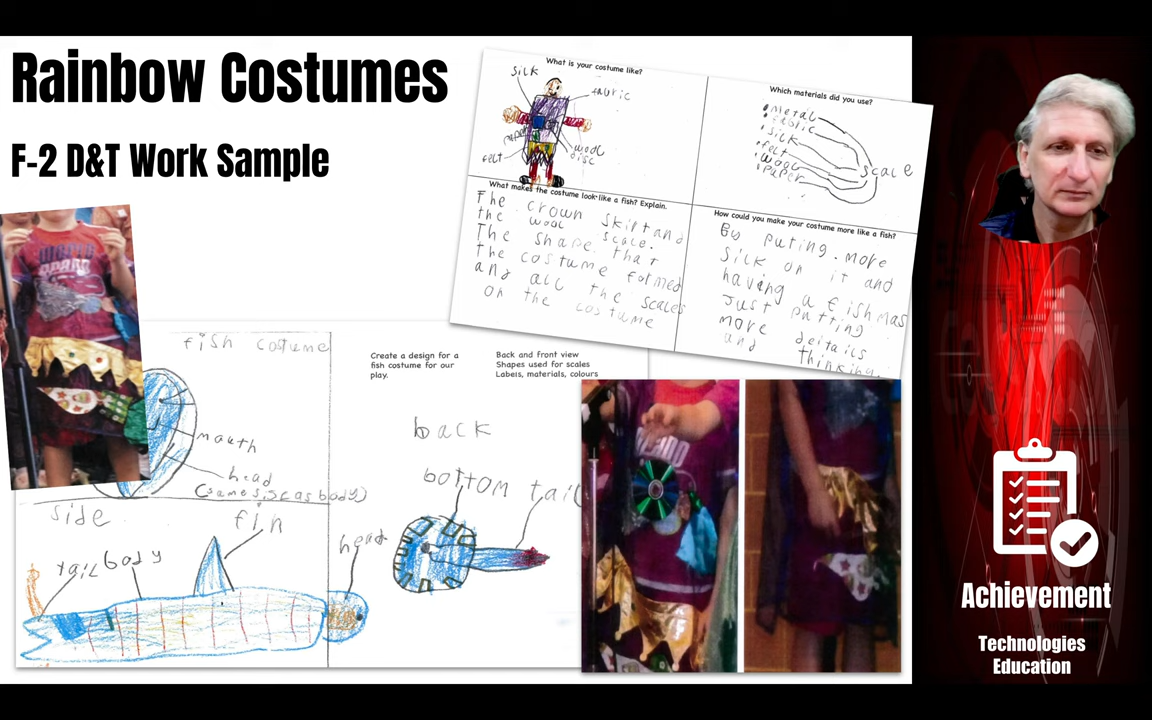 Rainbow Costumes
F-2 D&T Work Sample
What is your costume like?
silk
fabric
paper
felt
wool
disc
Which materials did you use?
metal
fabric
silk
felt
wool
paper
scale
What makes the costume look like a fish? Explain.
The crown skirt and
the wool scale.
The shape that
the costume formed
and all the scales
on the costume
How could you make your costume more like a fish?
By puting more
silk on it and
having a fish mas
Just putting
more deitails
and thinking.
fish costume
mouth
head
Create a design for a
fish costume for our
play.
Back and front view
Shapes used for scales
Labels, materials, colours
back
bottom tail
side
fin
tail body
head
Achievement
Technologies
Education